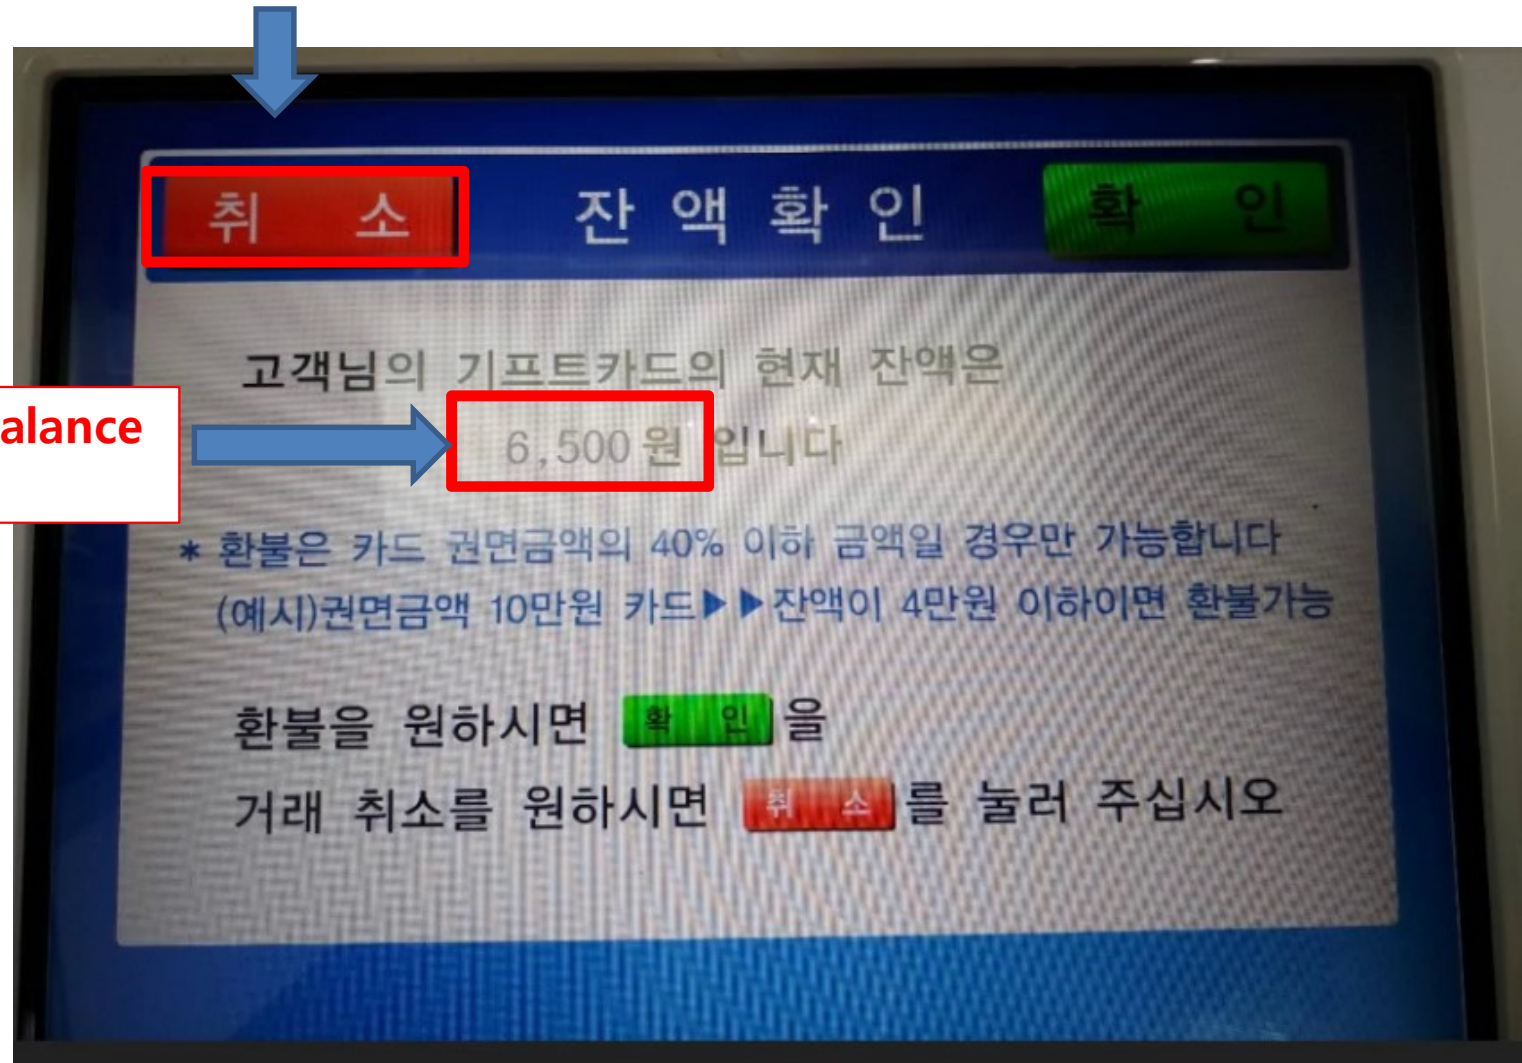 취 소 잔액확인 확 인
고객님의 기프트카드의 현재 잔액은
alance
6,500원 입니다
* 환불은 카드 권면금액의 40% 이하 금액일 경우만 가능합니다
(예시)권면금액 10만원 카드▶▶잔액이 4만원 이하이면 환불가능
환불을 원하시면 확 인 을
거래 취소를 원하시면 취 소 를 눌러 주십시오